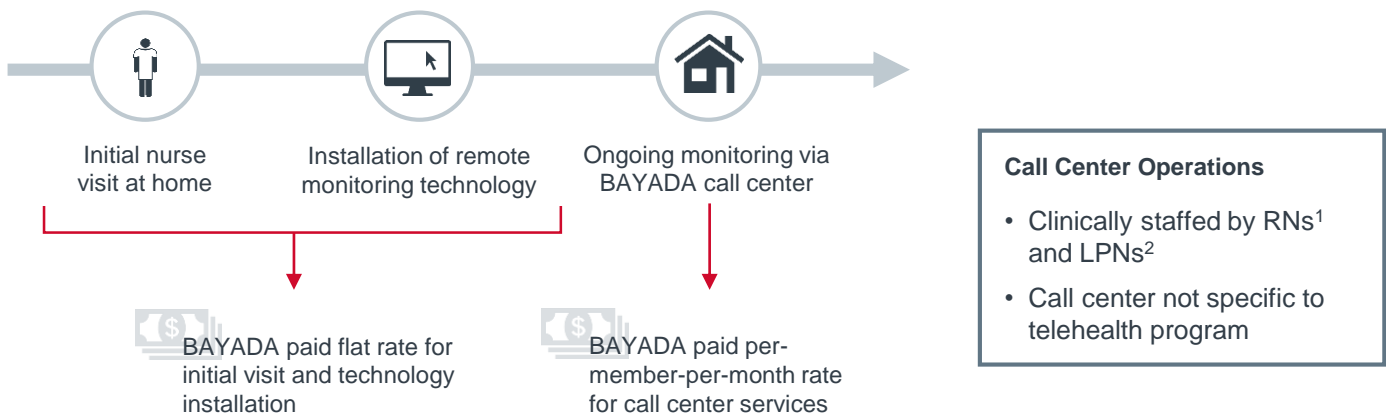 Initial nurse
visit at home
Installation of remote
monitoring technology
Ongoing monitoring via
BAYADA call center
$
BAYADA paid flat rate for
initial visit and technology
installation
$
BAYADA paid per-
member-per-month rate
for call center services
Call Center Operations
• Clinically staffed by RNs¹
and LPNs²
• Call center not specific to
telehealth program